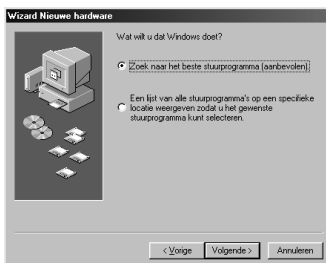 Wizard Nieuwe hardware
Wat wilt u dat Windows doet?
Zoek naar het beste stuurprogramma (aanbevolen)
Een lijst van alle stuurprogramma's op een specifieke
locatie weergeven zodat u het gewenste
stuurprogramma kunt selecteren.
< Vorige Volgende > Annuleren